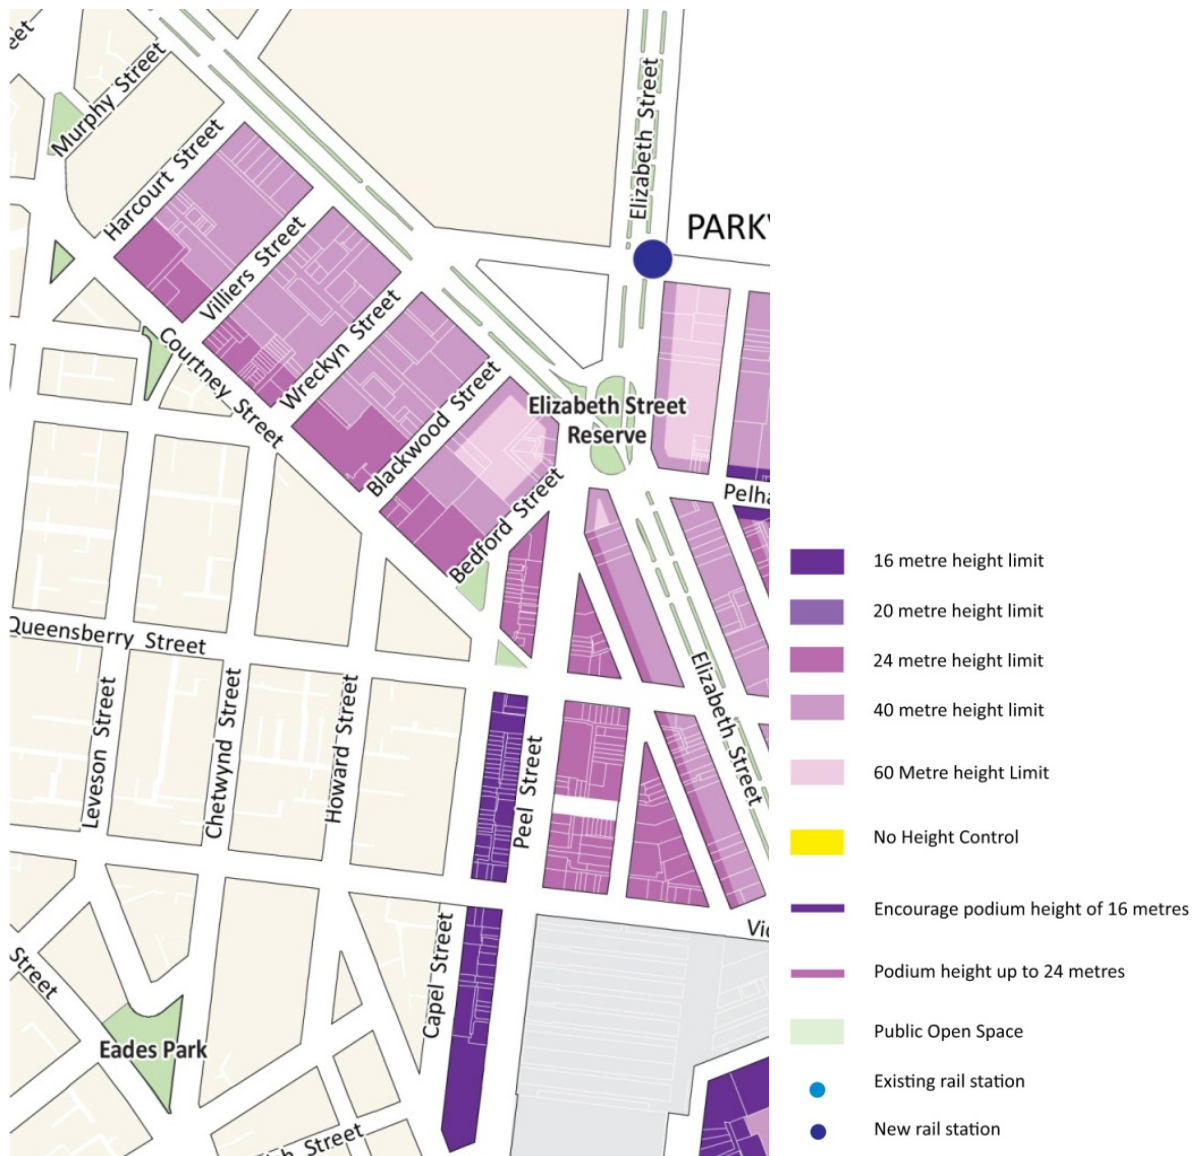 eet
Murphy Street
Elizabeth Street
Harcourt Street
PARK
Villiers Street
Courtney Street
Wreckyn Street
Blackwood Street
Elizabeth Street
Reserve
Pelha
Bedford Street
Queensberry Street
Leveson Street
Chetwynd Street
Howard Street
Peel Street
Elizabeth Street
Vic
Capel Street
Street
Eades Park
Street
16 metre height limit
20 metre height limit
24 metre height limit
40 metre height limit
60 Metre height Limit
No Height Control
Encourage podium height of 16 metres
Podium height up to 24 metres
Public Open Space
Existing rail station
New rail station